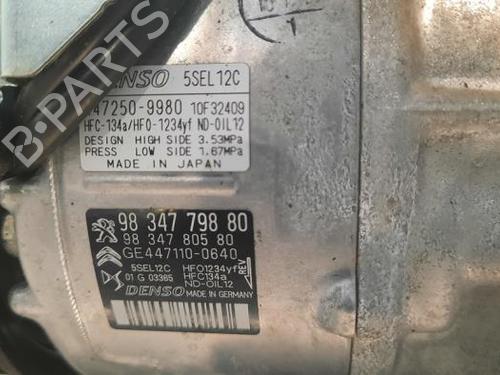 DENSO 5SEL12C
447250-9980 10F32409
HFC-134a/HFO-1234yf ND-OIL12
DESIGN HIGH SIDE 3.53MPa
PRESS LOW SIDE 1.67MPa
MADE IN JAPAN
98 347 798 80
98 347 805 80
GE447110-0640
5SEL12C HFO1234yf
01 G 03365 HFC134a
ND-OIL12
REV
DENSO MADE IN GERMANY
1
B-PARTS